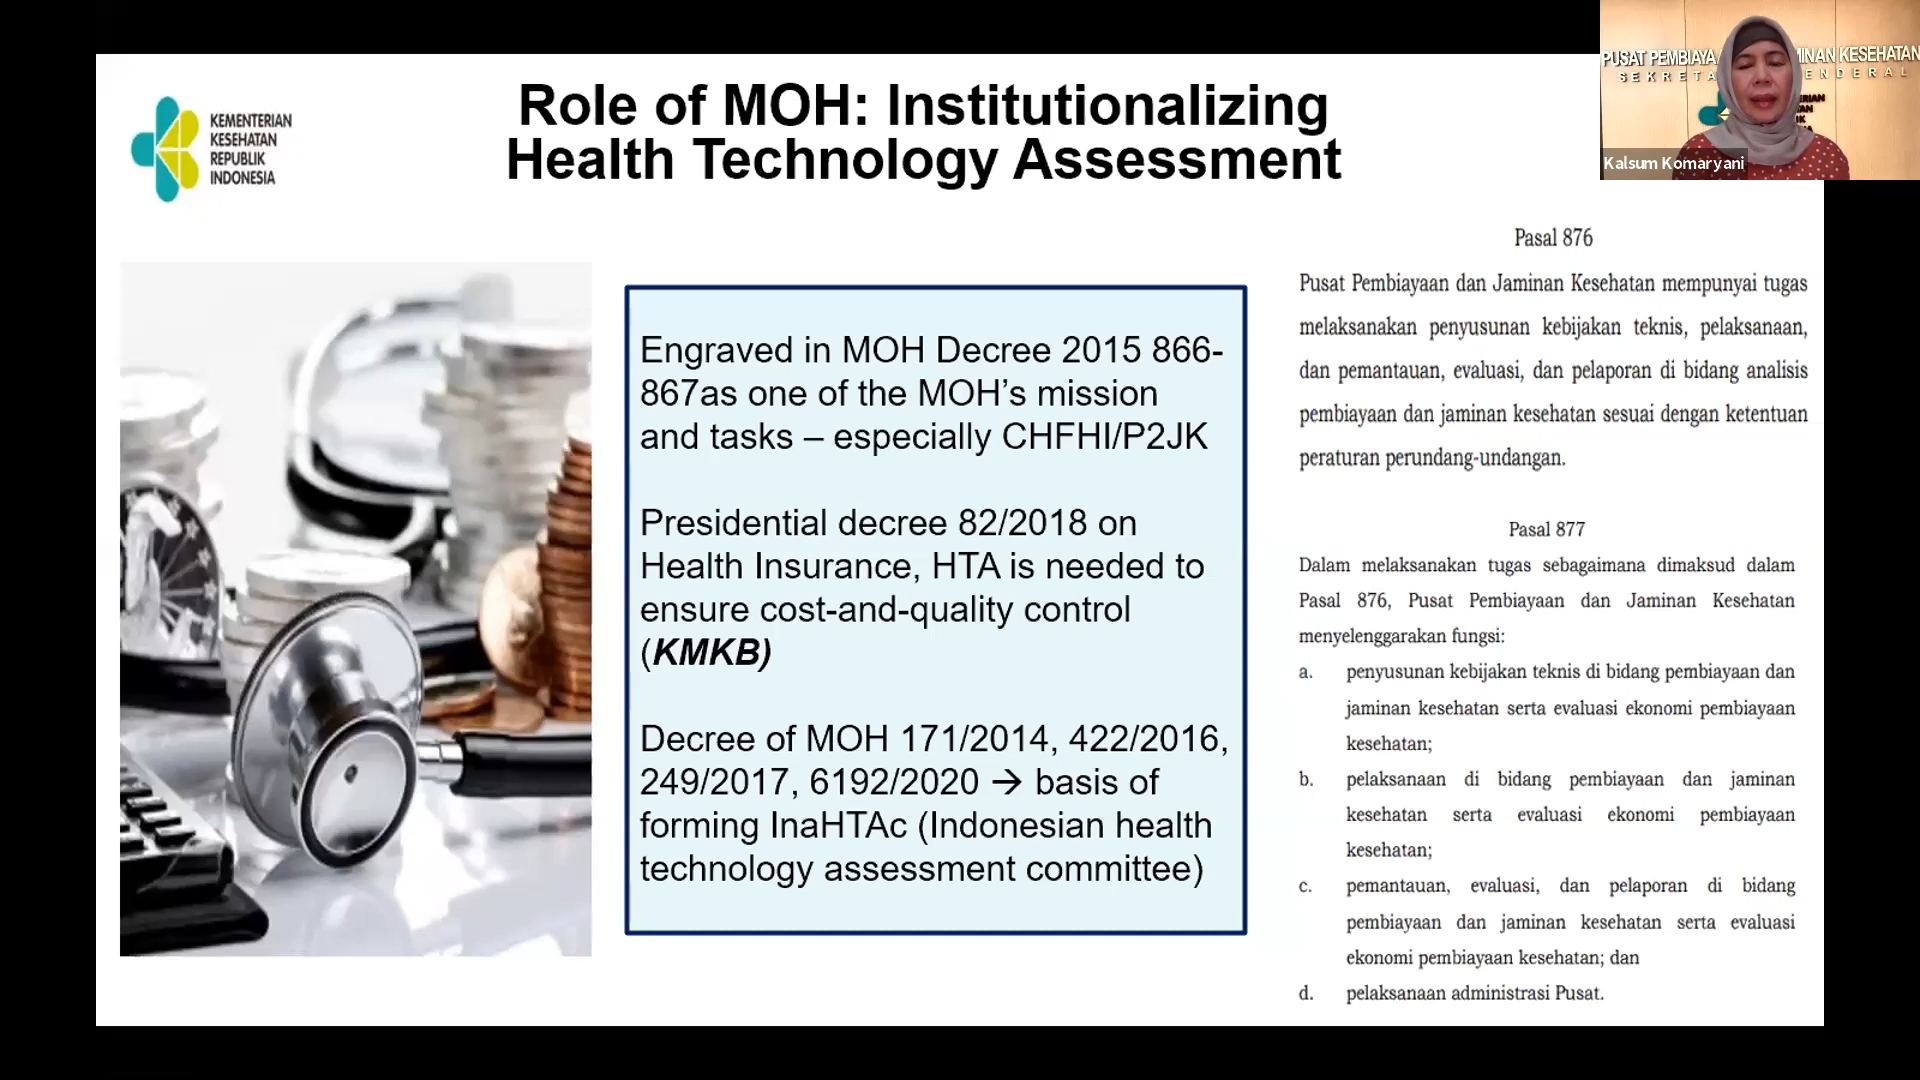 Role of MOH: Institutionalizing
Health Technology Assessment
KEMENTERIAN
KESEHATAN
REPUBLIK
INDONESIA
PUSAT PEMBIAYA MINAN KESEHATAN
SEKRETA ENDERAL
Kalsum Komaryani
Engraved in MOH Decree 2015 866-
867as one of the MOH’s mission
and tasks – especially CHFHI/P2JK
Presidential decree 82/2018 on
Health Insurance, HTA is needed to
ensure cost-and-quality control
(KMKB)
Decree of MOH 171/2014, 422/2016,
249/2017, 6192/2020 → basis of
forming InaHTAc (Indonesian health
technology assessment committee)
Pasal 876
Pusat Pembiayaan dan Jaminan Kesehatan mempunyai tugas
melaksanakan penyusunan kebijakan teknis, pelaksanaan,
dan pemantauan, evaluasi, dan pelaporan di bidang analisis
pembiayaan dan jaminan kesehatan sesuai dengan ketentuan
peraturan perundang-undangan.
Pasal 877
Dalam melaksanakan tugas sebagaimana dimaksud dalam
Pasal 876, Pusat Pembiayaan dan Jaminan Kesehatan
menyelenggarakan fungsi:
a. penyusunan kebijakan teknis di bidang pembiayaan dan
jaminan kesehatan serta evaluasi ekonomi pembiayaan
kesehatan;
b. pelaksanaan di bidang pembiayaan dan jaminan
kesehatan serta evaluasi ekonomi pembiayaan
kesehatan;
c. pemantauan, evaluasi, dan pelaporan di bidang
pembiayaan dan jaminan kesehatan serta evaluasi
ekonomi pembiayaan kesehatan; dan
d. pelaksanaan administrasi Pusat.